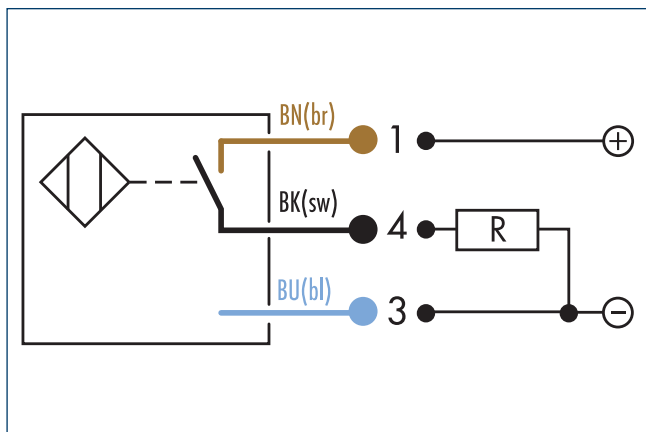 BN(br) 1 +
BK(sw) 4 R
BU(bl) 3 −